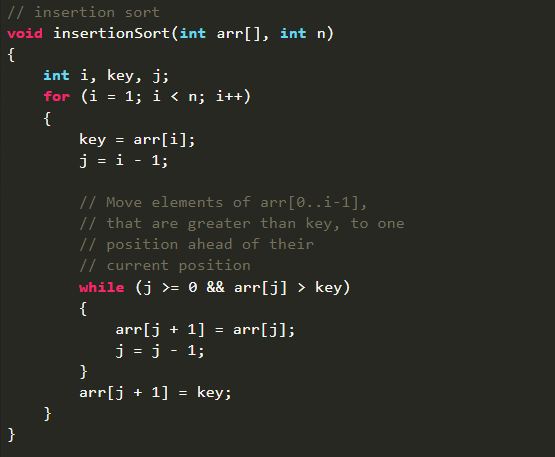 // insertion sort
void insertionSort(int arr[], int n)
{
    int i, key, j;
    for (i = 1; i < n; i++)
    {
        key = arr[i];
        j = i - 1;

        // Move elements of arr[0..i-1],
        // that are greater than key, to one
        // position ahead of their
        // current position
        while (j >= 0 && arr[j] > key)
        {
            arr[j + 1] = arr[j];
            j = j - 1;
        }
        arr[j + 1] = key;
    }
}